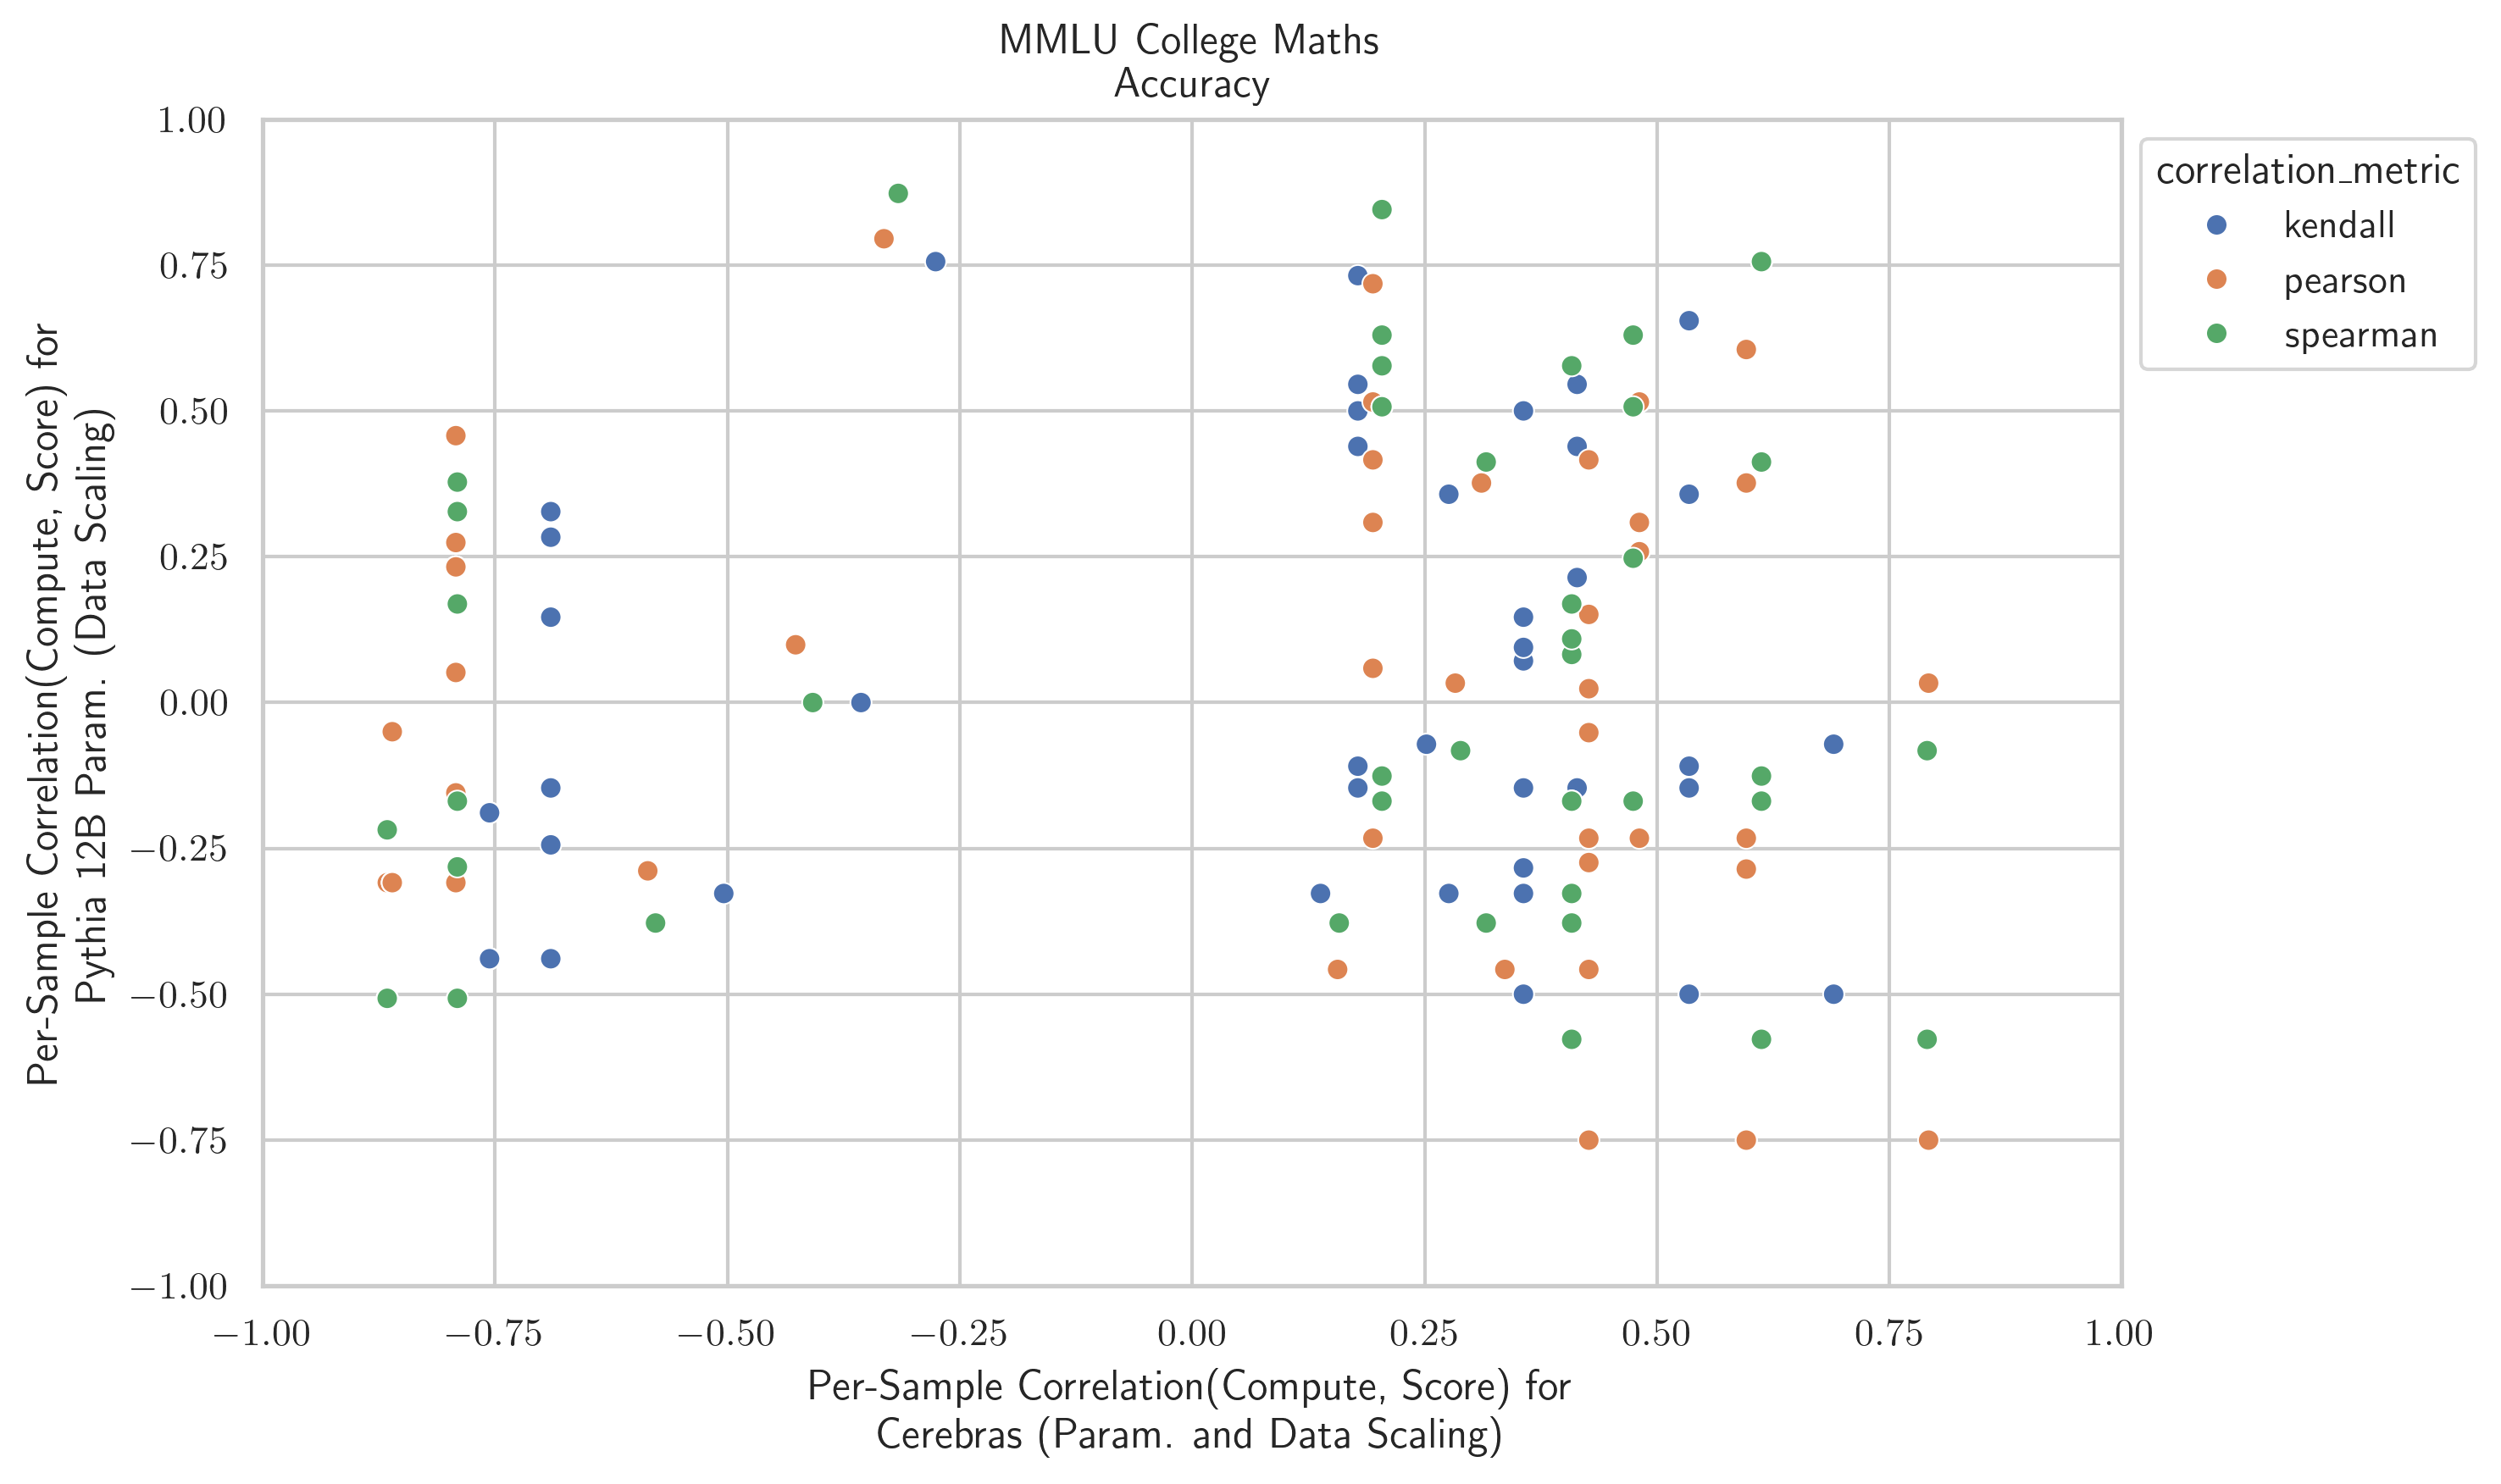 MMLU College Maths
Accuracy
Per-Sample Correlation(Compute, Score) for
Pythia 12B Param. (Data Scaling)
1.00
0.75
0.50
0.25
0.00
−0.25
−0.50
−0.75
−1.00
−1.00 −0.75 −0.50 −0.25 0.00 0.25 0.50 0.75 1.00
Per-Sample Correlation(Compute, Score) for
Cerebras (Param. and Data Scaling)
correlation_metric
kendall
pearson
spearman